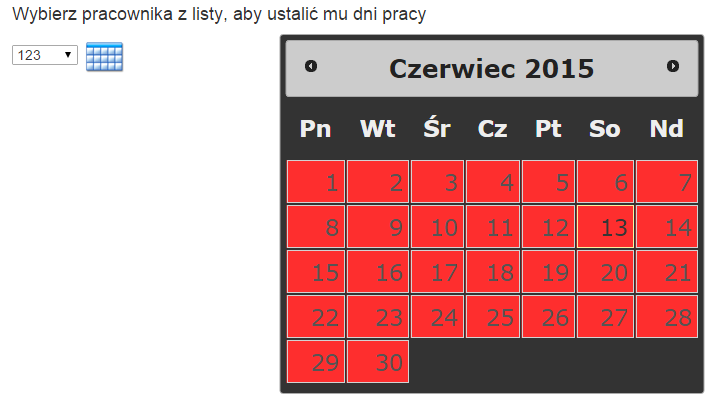 Wybierz pracownika z listy, aby ustalić mu dni pracy
123
Czerwiec 2015
Pn Wt Śr Cz Pt So Nd
1 2 3 4 5 6 7
8 9 10 11 12 13 14
15 16 17 18 19 20 21
22 23 24 25 26 27 28
29 30